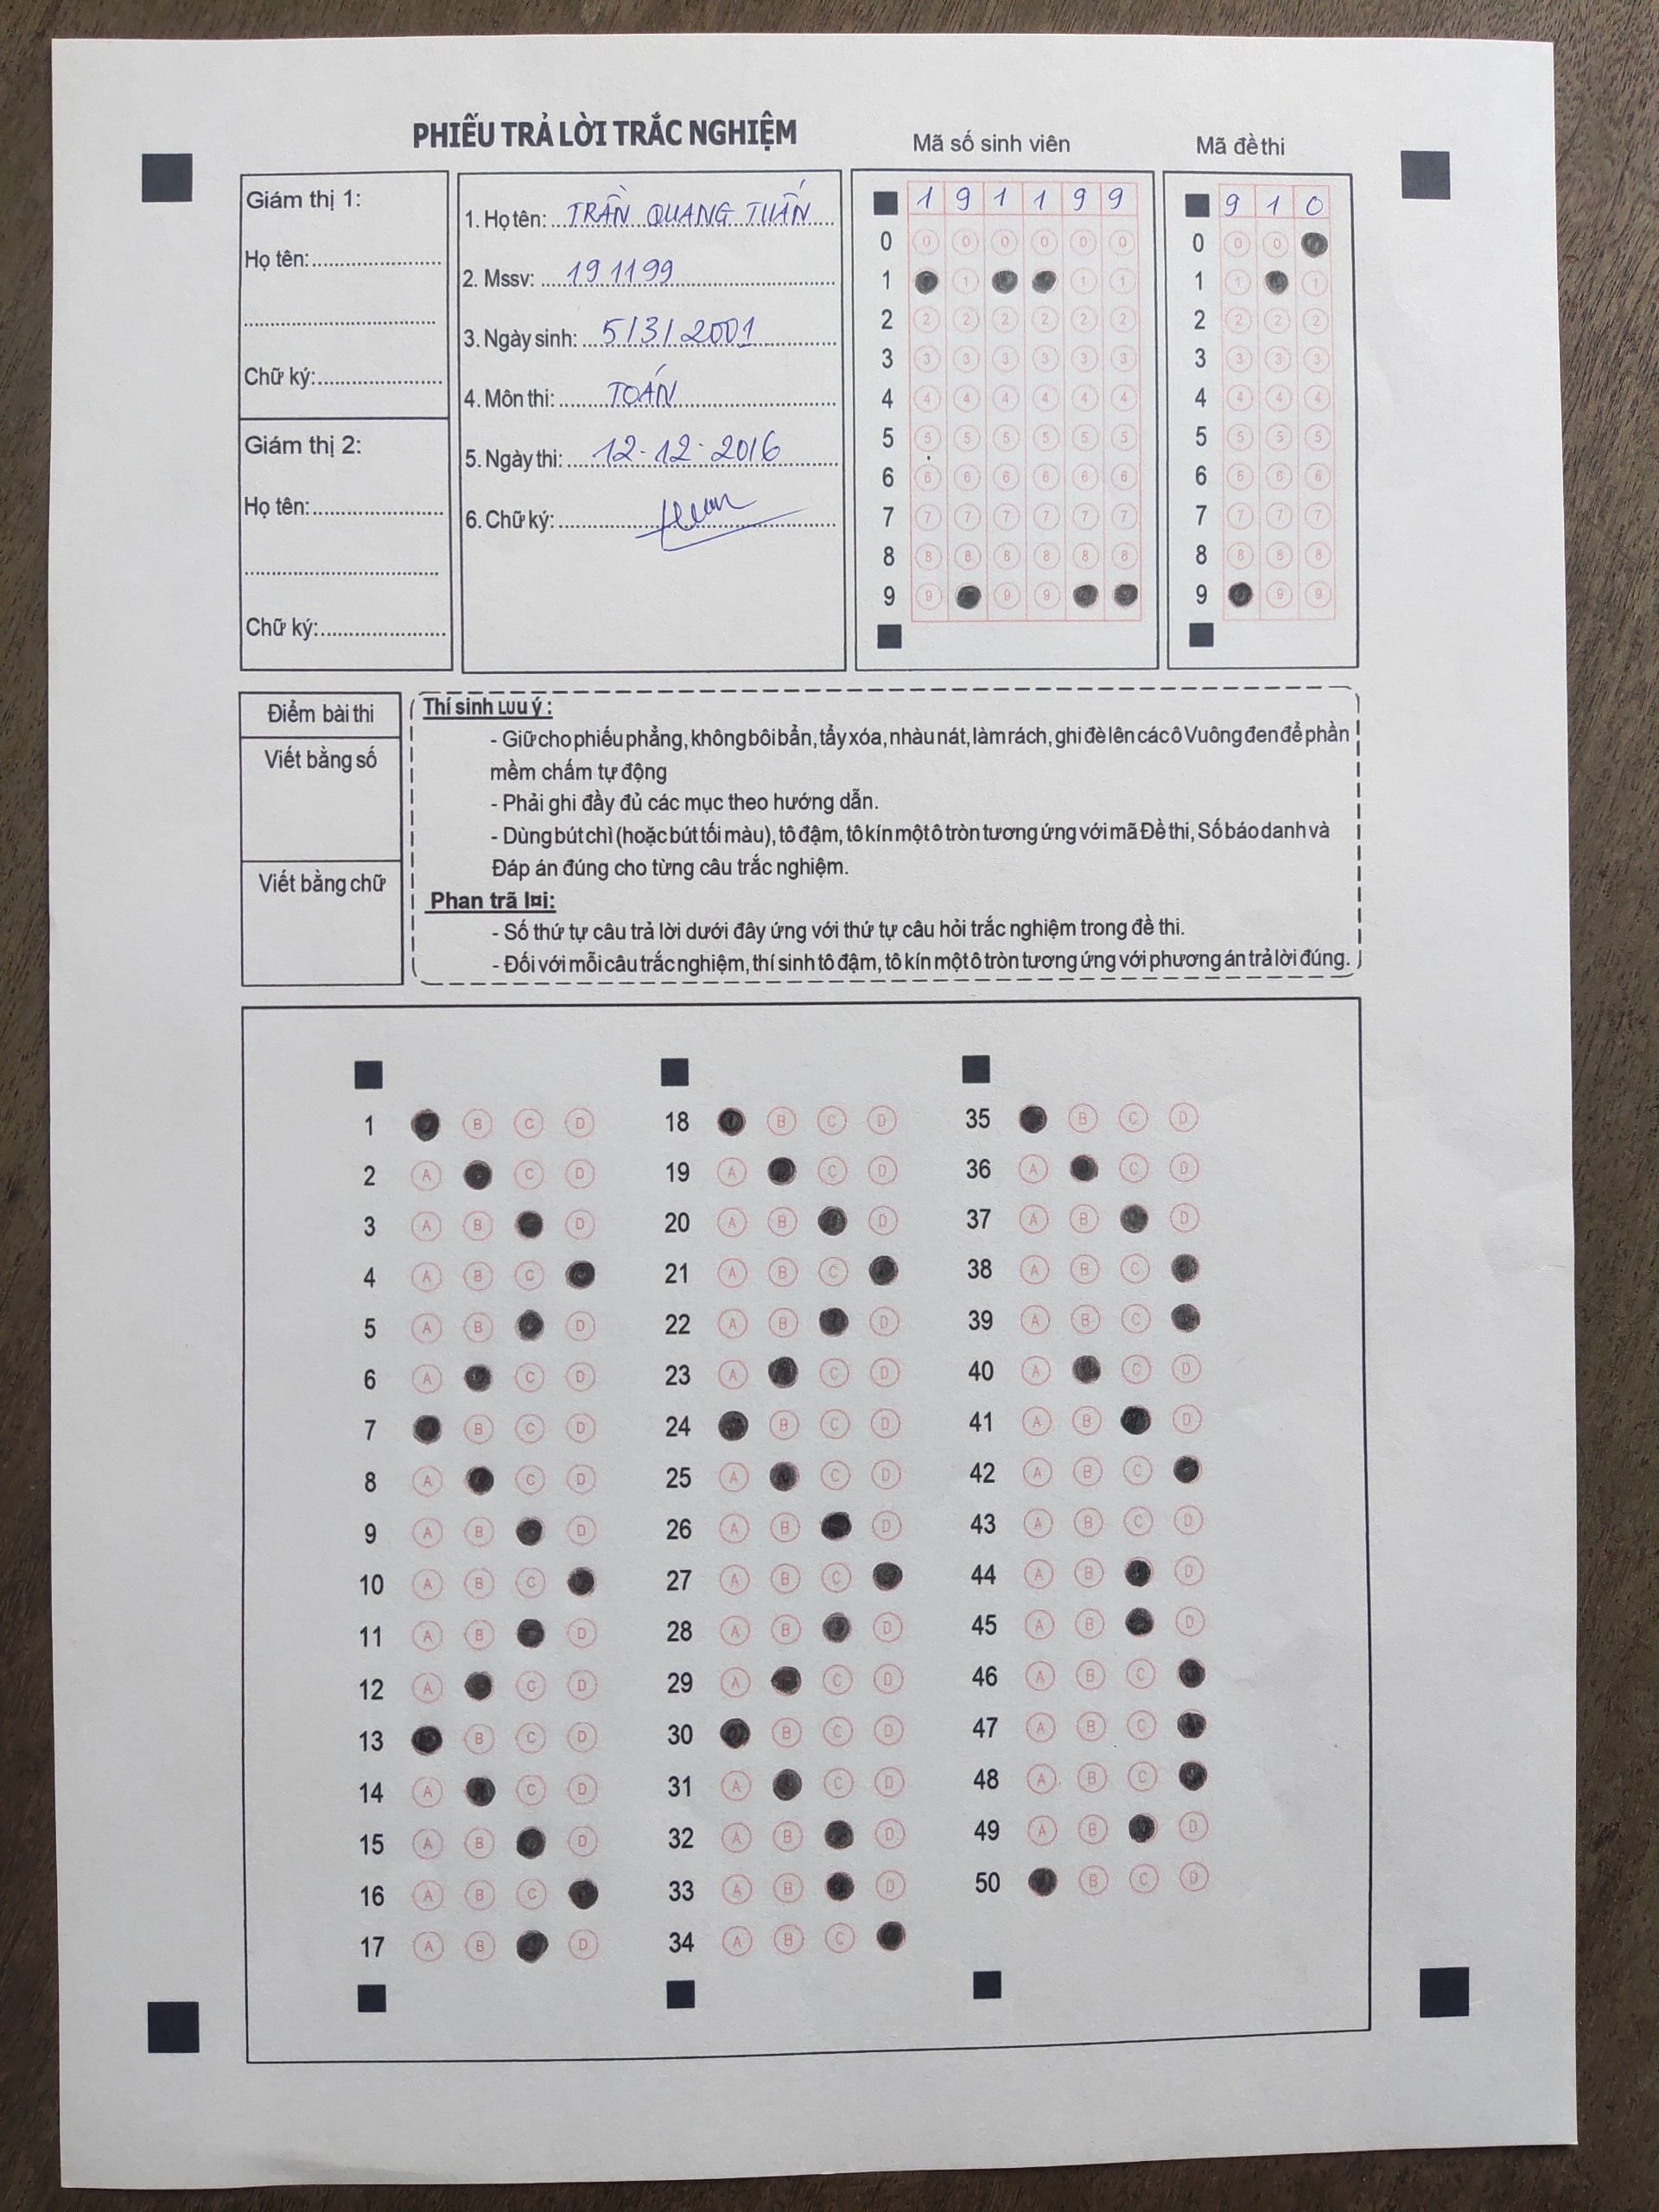 PHIẾU TRẢ LỜI TRẮC NGHIỆM
Mã số sinh viên
Mã đề thi
Giám thị 1:
Họ tên:
Chữ ký:
Giám thị 2:
Họ tên:
Chữ ký:
1. Họ tên: TRẦN QUANG TUẤN
2. Mssv: 191199
3. Ngày sinh: 5/3/2001
4. Môn thi: TOÁN
5. Ngày thi: 12.12.2016
6. Chữ ký:
1 9 1 1 9 9
0 0 0 0 0 0 0
1 1 1 1
2 2 2 2 2 2 2
3 3 3 3 3 3 3
4 4 4 4 4 4 4
5 5 5 5 5 5 5
6 6 6 6 6 6 6
7 7 7 7 7 7 7
8 8 8 8 8 8 8
9 9 9 9
9 1 0
0 0 0
1 1 1
2 2 2 2
3 3 3 3
4 4 4 4
5 5 5 5
6 6 6 6
7 7 7 7
8 8 8 8
9 9 9
Điểm bài thi
Viết bằng số
Viết bằng chữ
Thí sinh Lưu ý :
- Giữ cho phiếu phẳng, không bôi bẩn, tẩy xóa, nhàu nát, làm rách, ghi đè lên các ô Vuông đen để phần
mềm chấm tự động
- Phải ghi đầy đủ các mục theo hướng dẫn.
- Dùng bút chì (hoặc bút tối màu), tô đậm, tô kín một ô tròn tương ứng với mã Đề thi, Số báo danh và
Đáp án đúng cho từng câu trắc nghiệm.
Phan trã l¤i:
- Số thứ tự câu trả lời dưới đây ứng với thứ tự câu hỏi trắc nghiệm trong đề thi.
- Đối với mỗi câu trắc nghiệm, thí sinh tô đậm, tô kín một ô tròn tương ứng với phương án trả lời đúng.
1 B C D
2 A C D
3 A B D
4 A B C
5 A B D
6 A C D
7 B C D
8 A C D
9 A B D
10 A B C
11 A B D
12 A C D
13 B C D
14 A C D
15 A B D
16 A B C
17 A B D
18 B C D
19 A C D
20 A B D
21 A B C
22 A B D
23 A C D
24 B C D
25 A C D
26 A B D
27 A B C
28 A B D
29 A C D
30 B C D
31 A C D
32 A B D
33 A B D
34 A B C
35 B C D
36 A C D
37 A B D
38 A B C
39 A B C
40 A C D
41 A B D
42 A B C
43 A B C D
44 A B D
45 A B D
46 A B C
47 A B C
48 A B C
49 A B D
50 B C D